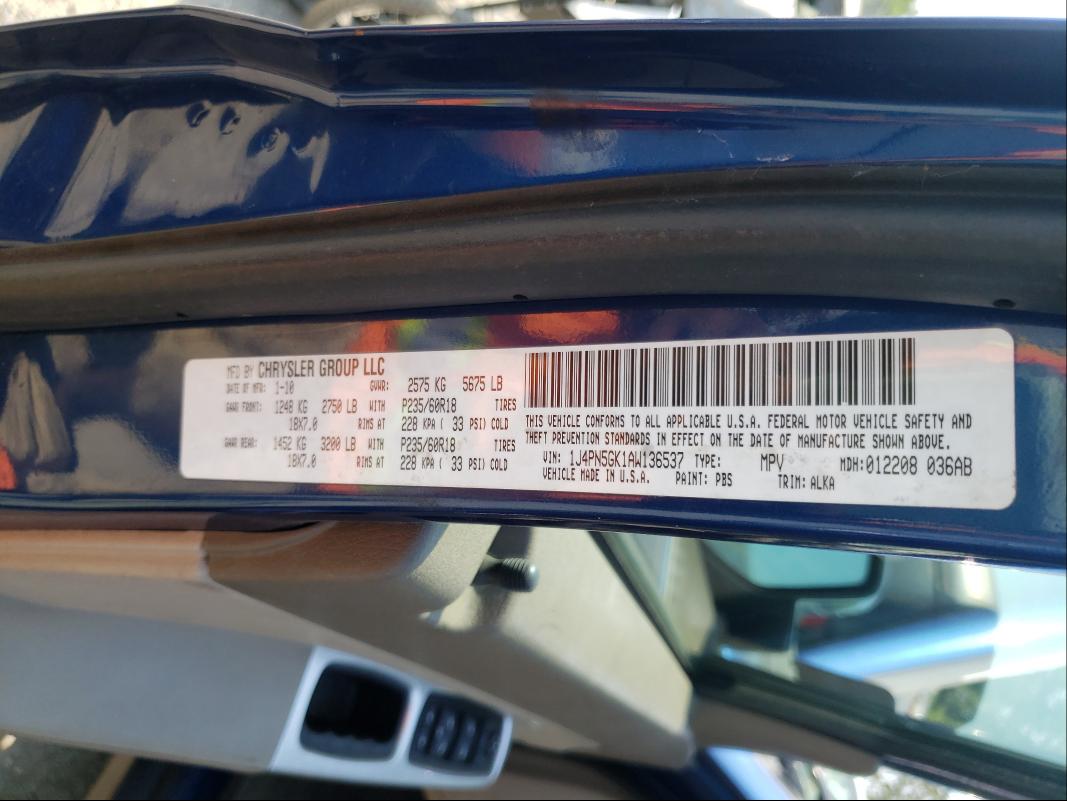 MFD BY CHRYSLER GROUP LLC
DATE OF MFR: 1-10 GVWR: 2575 KG 5675 LB
GAWR FRONT: 1248 KG 2750 LB WITH P235/60R18 TIRES
18X7.0 RIMS AT 228 KPA ( 33 PSI) COLD
GAWR REAR: 1452 KG 3200 LB WITH P235/60R18 TIRES
18X7.0 RIMS AT 228 KPA ( 33 PSI) COLD
THIS VEHICLE CONFORMS TO ALL APPLICABLE U.S.A. FEDERAL MOTOR VEHICLE SAFETY AND
THEFT PREVENTION STANDARDS IN EFFECT ON THE DATE OF MANUFACTURE SHOWN ABOVE.
VIN: 1J4PN5GK1AW136537 TYPE: MPV MDH:012208 036AB
VEHICLE MADE IN U.S.A. PAINT: PBS TRIM: ALKA